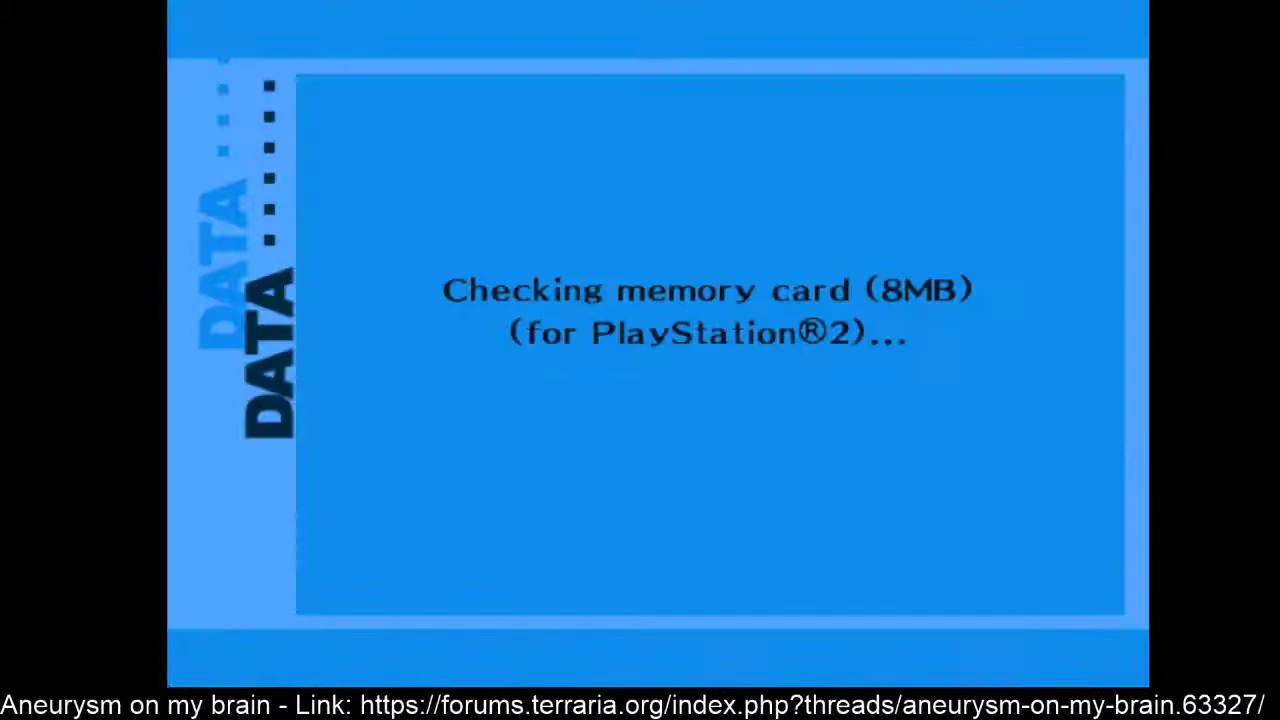 DATA
DATA
Checking memory card (8MB)
(for PlayStation®2)...
Aneurysm on my brain - Link: https://forums.terraria.org/index.php?threads/aneurysm-on-my-brain.63327/